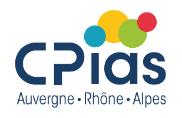 CPias
Auvergne • Rhône • Alpes